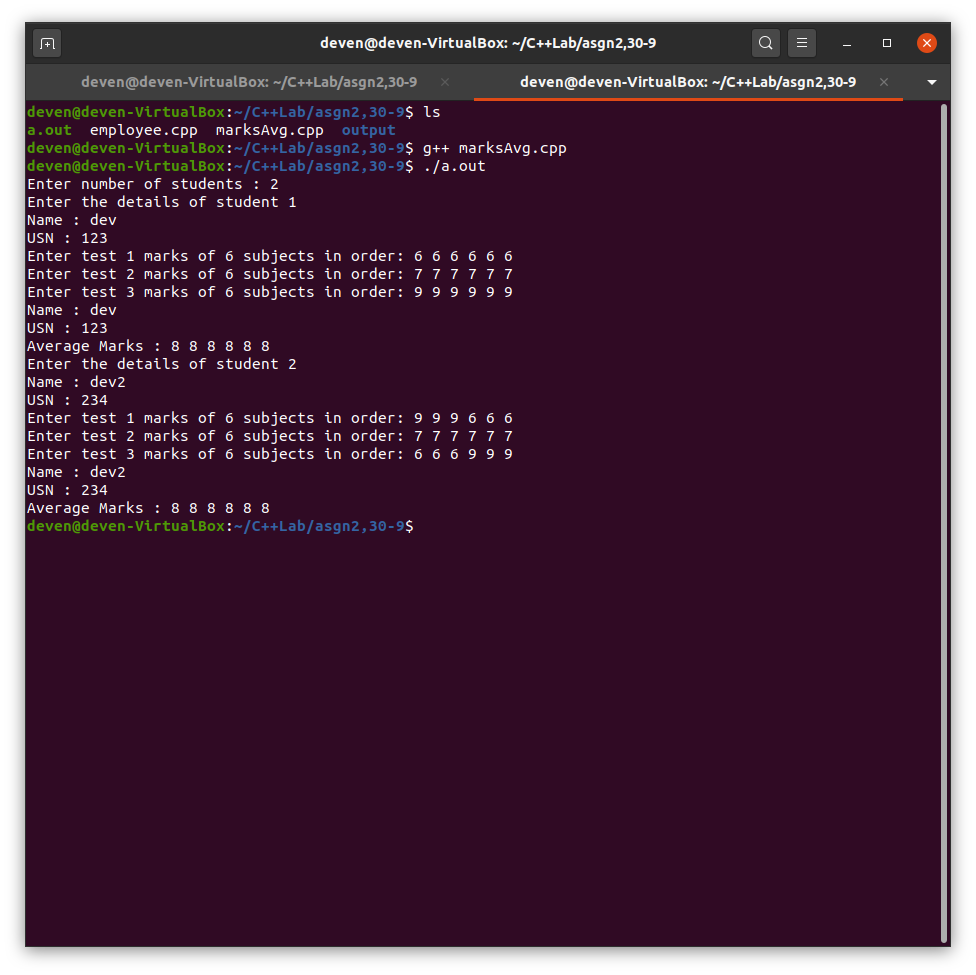 deven@deven-VirtualBox: ~/C++Lab/asgn2,30-9
deven@deven-VirtualBox: ~/C++Lab/asgn2,30-9 deven@deven-VirtualBox: ~/C++Lab/asgn2,30-9
deven@deven-VirtualBox:~/C++Lab/asgn2,30-9$ ls
a.out  employee.cpp  marksAvg.cpp  output
deven@deven-VirtualBox:~/C++Lab/asgn2,30-9$ g++ marksAvg.cpp
deven@deven-VirtualBox:~/C++Lab/asgn2,30-9$ ./a.out
Enter number of students : 2
Enter the details of student 1
Name : dev
USN : 123
Enter test 1 marks of 6 subjects in order: 6 6 6 6 6 6
Enter test 2 marks of 6 subjects in order: 7 7 7 7 7 7
Enter test 3 marks of 6 subjects in order: 9 9 9 9 9 9
Name : dev
USN : 123
Average Marks : 8 8 8 8 8 8
Enter the details of student 2
Name : dev2
USN : 234
Enter test 1 marks of 6 subjects in order: 9 9 9 6 6 6
Enter test 2 marks of 6 subjects in order: 7 7 7 7 7 7
Enter test 3 marks of 6 subjects in order: 6 6 6 9 9 9
Name : dev2
USN : 234
Average Marks : 8 8 8 8 8 8
deven@deven-VirtualBox:~/C++Lab/asgn2,30-9$